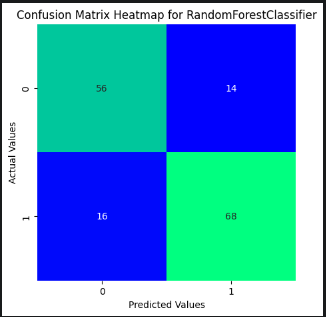 Confusion Matrix Heatmap for RandomForestClassifier
Actual Values
0
56
14
1
16
68
0
1
Predicted Values